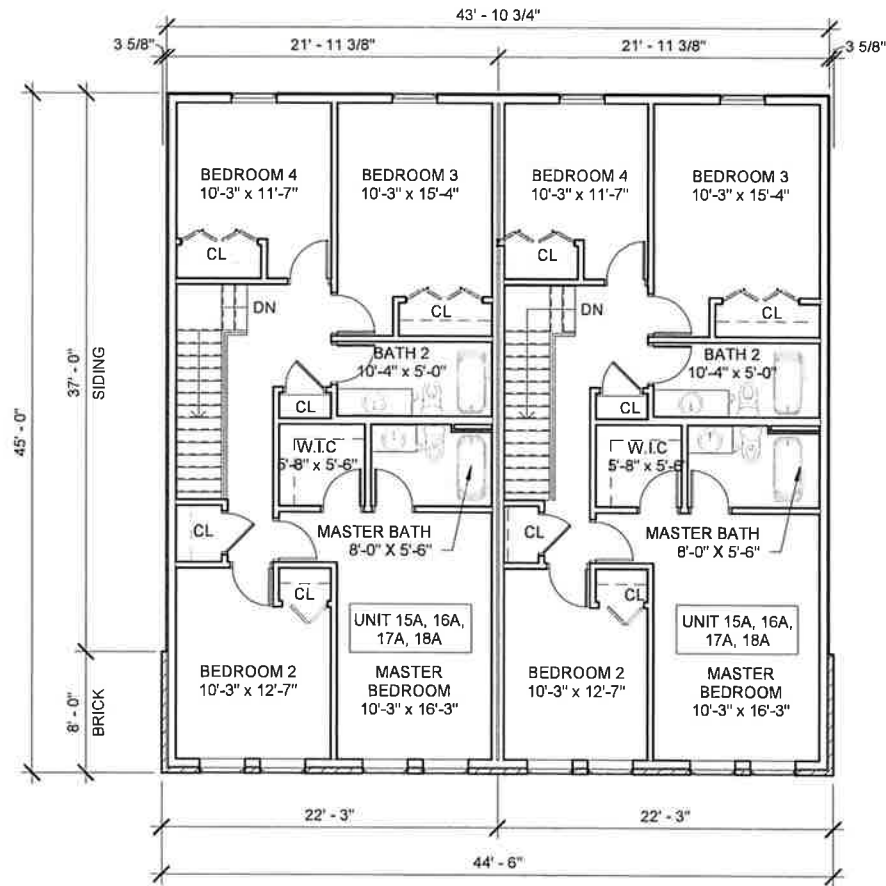 43' - 10 3/4"
3 5/8" 21' - 11 3/8" 21' - 11 3/8" 3 5/8"
BEDROOM 4
10'-3" x 11'-7"
BEDROOM 3
10'-3" x 15'-4"
BEDROOM 4
10'-3" x 11'-7"
BEDROOM 3
10'-3" x 15'-4"
CL
CL
DN
CL
DN
CL
37' - 0"
SIDING
45' - 0"
BATH 2
10'-4" x 5'-0"
BATH 2
10'-4" x 5'-0"
CL
CL
W.I.C
5'-8" x 5'-6"
W.I.C
5'-8" x 5'-6"
CL
MASTER BATH
8'-0" X 5'-6"
CL
MASTER BATH
8'-0" X 5'-6"
CL
CL
UNIT 15A, 16A,
17A, 18A
UNIT 15A, 16A,
17A, 18A
BEDROOM 2
10'-3" x 12'-7"
MASTER
BEDROOM
10'-3" x 16'-3"
BEDROOM 2
10'-3" x 12'-7"
MASTER
BEDROOM
10'-3" x 16'-3"
8' - 0"
BRICK
22' - 3" 22' - 3"
44' - 6"